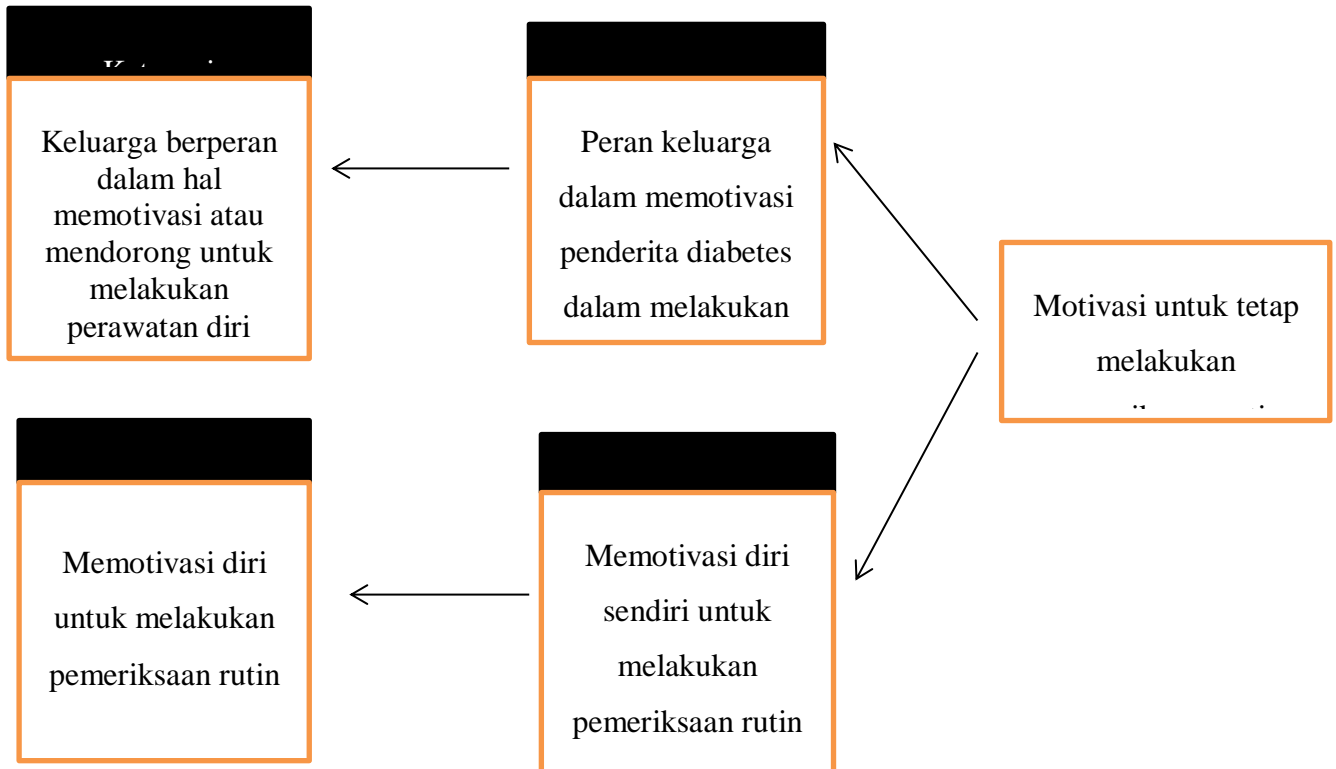 Keluarga berperan
dalam hal
memotivasi atau
mendorong untuk
melakukan
perawatan diri
Peran keluarga
dalam memotivasi
penderita diabetes
dalam melakukan
Motivasi untuk tetap
melakukan
Memotivasi diri
untuk melakukan
pemeriksaan rutin
Memotivasi diri
sendiri untuk
melakukan
pemeriksaan rutin